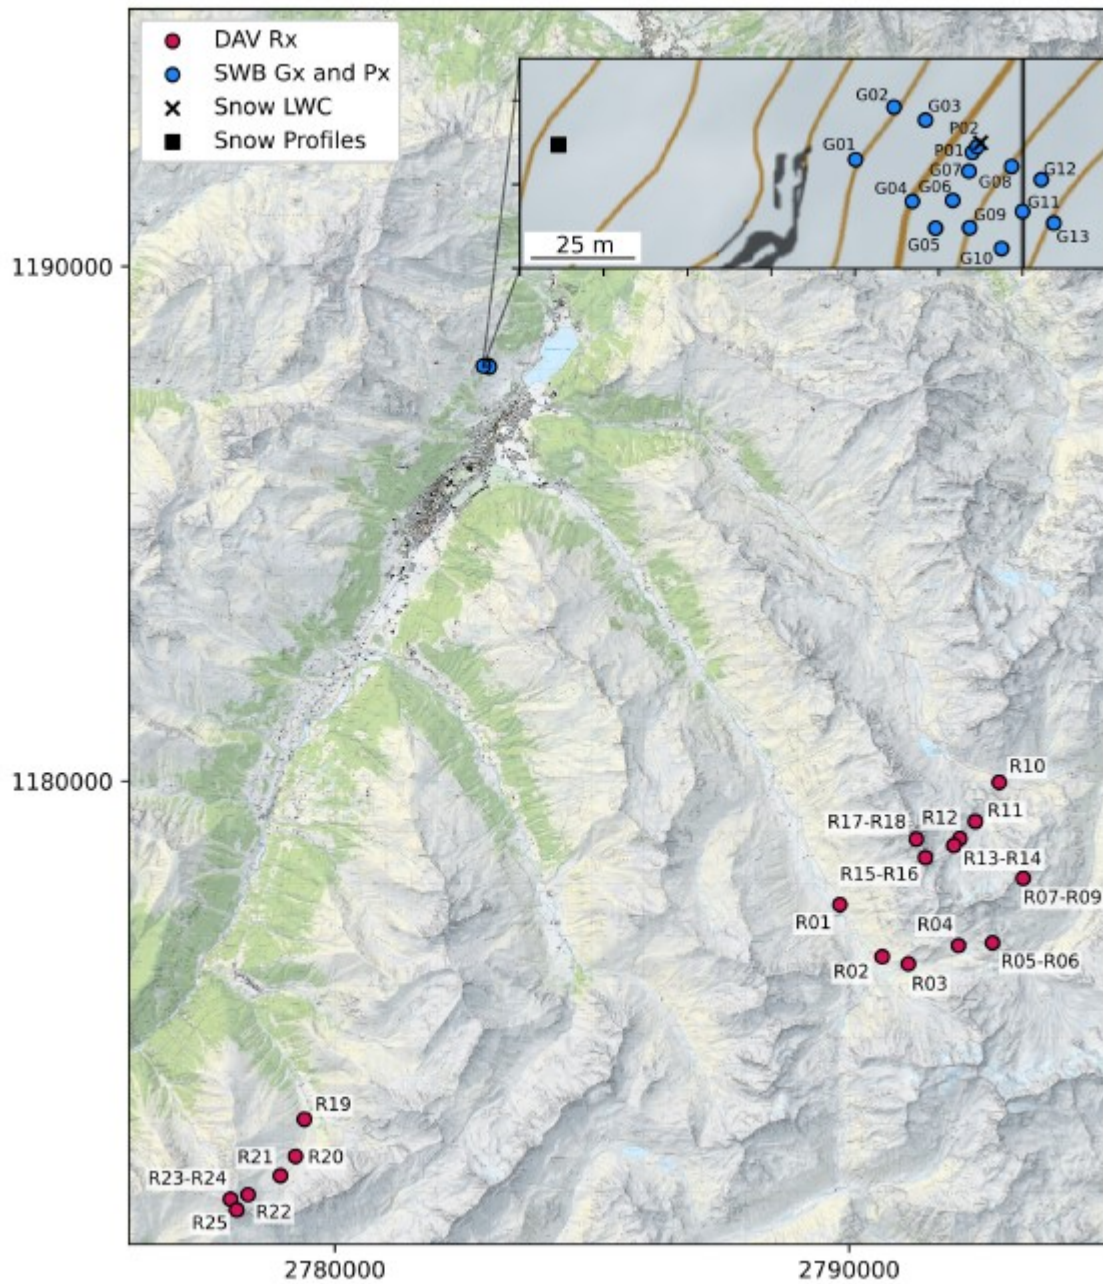 DAV Rx
SWB Gx and Px
Snow LWC
Snow Profiles
G02
G03
P02
G01
P01
G07
G08
G12
G04
G06
G11
G09
G05
G13
G10
25 m
1190000
1180000
R10
R11
R12
R17-R18
R13-R14
R15-R16
R07-R09
R01
R04
R02
R05-R06
R03
R19
R21
R20
R23-R24
R22
R25
2780000
2790000